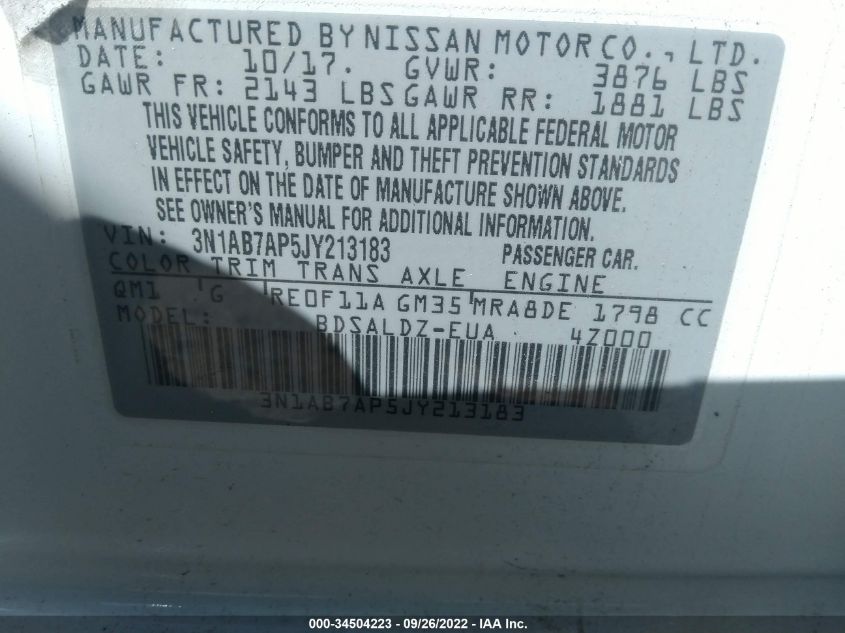 MANUFACTURED BY NISSAN MOTOR CO., LTD.
DATE: 10/17. GVWR: 3876 LBS
GAWR FR: 2143 LBS GAWR RR: 1881 LBS
THIS VEHICLE CONFORMS TO ALL APPLICABLE FEDERAL MOTOR
VEHICLE SAFETY, BUMPER AND THEFT PREVENTION STANDARDS
IN EFFECT ON THE DATE OF MANUFACTURE SHOWN ABOVE.
SEE OWNER'S MANUAL FOR ADDITIONAL INFORMATION.
VIN: 3N1AB7AP5JY213183 PASSENGER CAR.
COLOR TRIM TRANS AXLE ENGINE
QM1 G RE0F11A GM35 MRA8DE 1798 CC
MODEL: BDSALDZ-EUA 4Z000
3N1AB7AP5JY213183
000-34504223 - 09/26/2022 - IAA Inc.